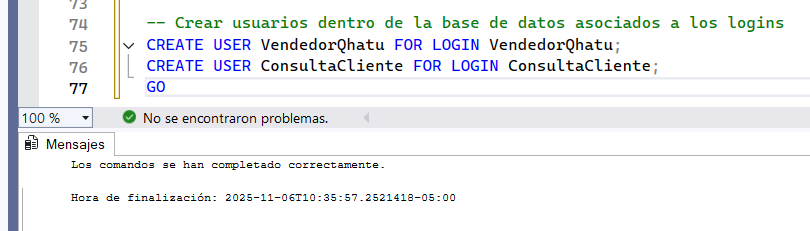 73
74 -- Crear usuarios dentro de la base de datos asociados a los logins
75 CREATE USER VendedorQhatu FOR LOGIN VendedorQhatu;
76 CREATE USER ConsultaCliente FOR LOGIN ConsultaCliente;
77 GO
100 % No se encontraron problemas.
Mensajes
Los comandos se han completado correctamente.
Hora de finalización: 2025-11-06T10:35:57.2521418-05:00